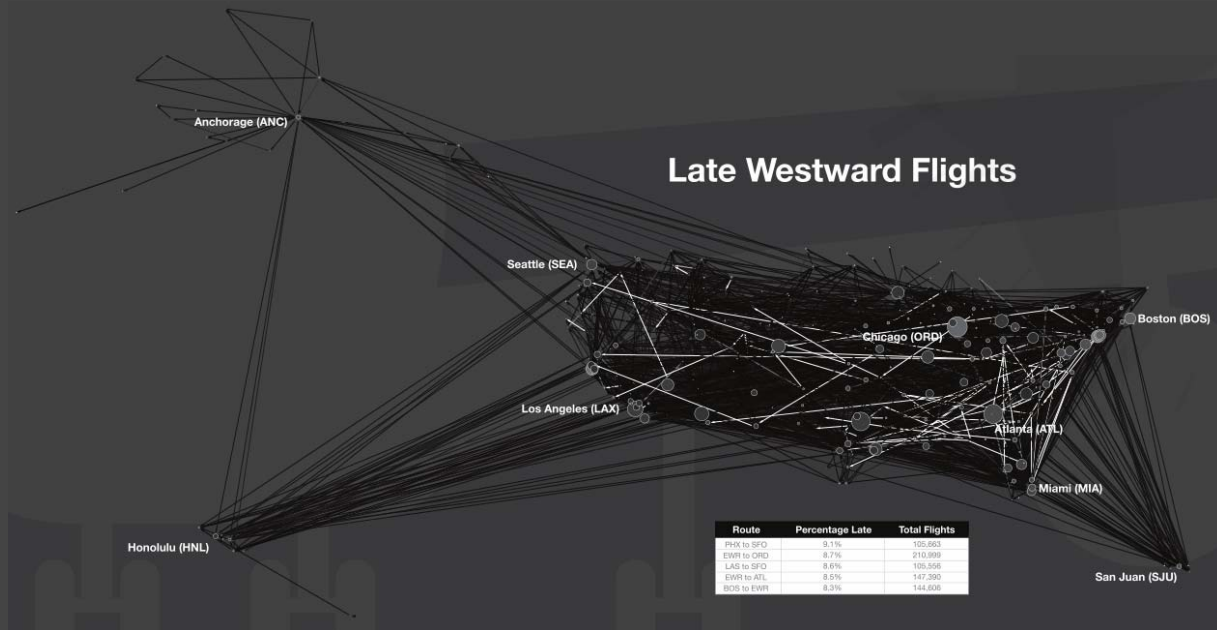 Anchorage (ANC)
Late Westward Flights
Seattle (SEA)
Boston (BOS)
Chicago (ORD)
Los Angeles (LAX)
Atlanta (ATL)
Miami (MIA)
Honolulu (HNL)
San Juan (SJU)
Route Percentage Late Total Flights
PHX to SFO 9.1% 105,663
EWR to ORD 8.7% 210,999
LAS to SFO 8.6% 105,556
EWR to ATL 8.5% 147,390
BOS to EWR 8.3% 144,606